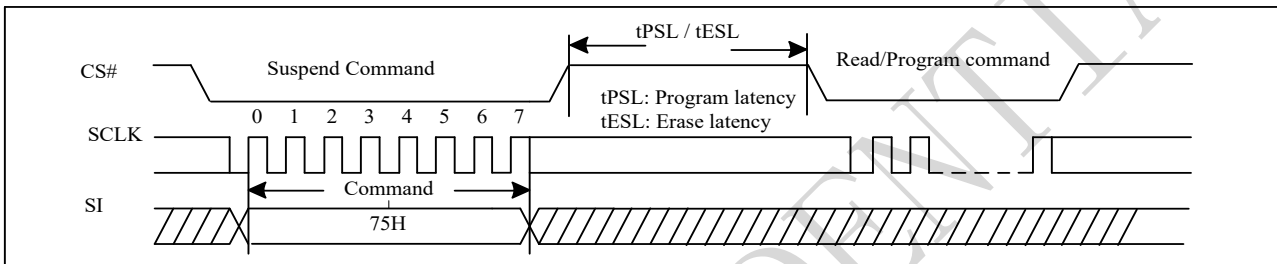 tPSL / tESL
CS#
Suspend Command
Read/Program command
tPSL: Program latency
tESL: Erase latency
0 1 2 3 4 5 6 7
SCLK
Command
SI
75H